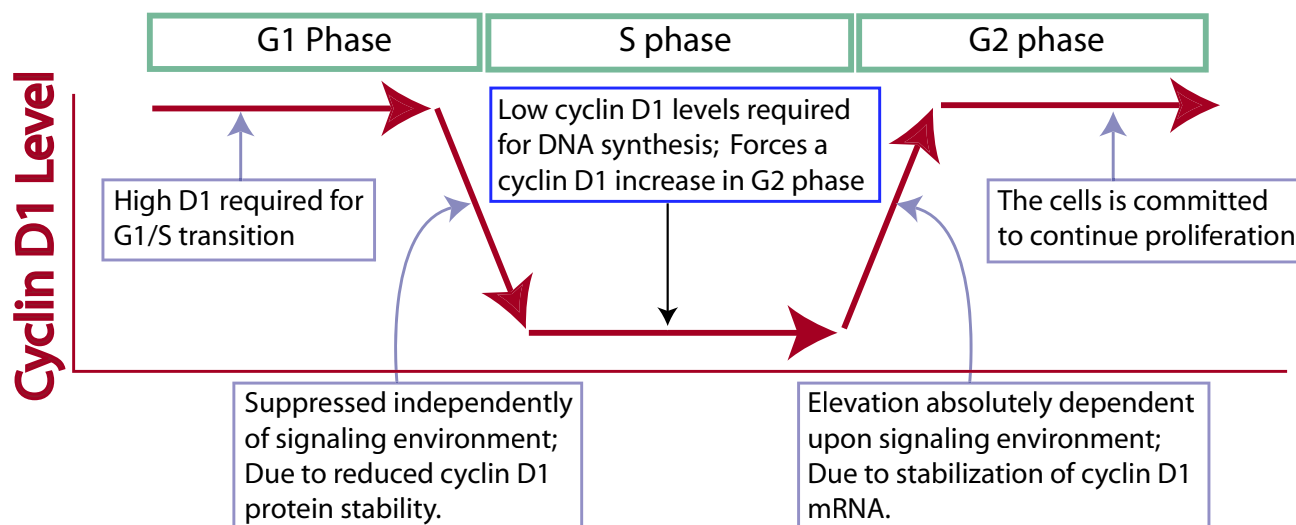 G1 Phase
S phase
G2 phase
Cyclin D1 Level
Low cyclin D1 levels required
for DNA synthesis; Forces a
cyclin D1 increase in G2 phase
High D1 required for
G1/S transition
The cells is committed
to continue proliferation
Suppressed independently
of signaling environment;
Due to reduced cyclin D1
protein stability.
Elevation absolutely dependent
upon signaling environment;
Due to stabilization of cyclin D1
mRNA.